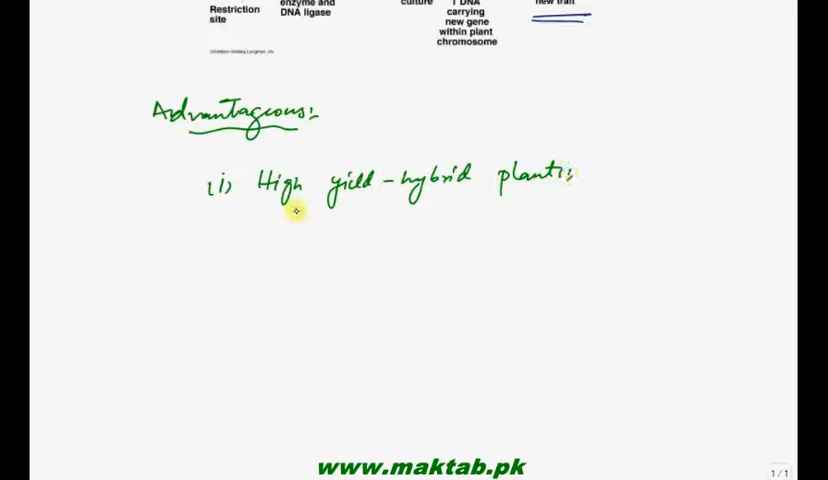 Restriction
site
enzyme and
DNA ligase
culture
T DNA
carrying
new gene
within plant
chromosome
new trait
Advantageous:
(i) High yield - hybrid plants:
www.maktab.pk
1 / 1